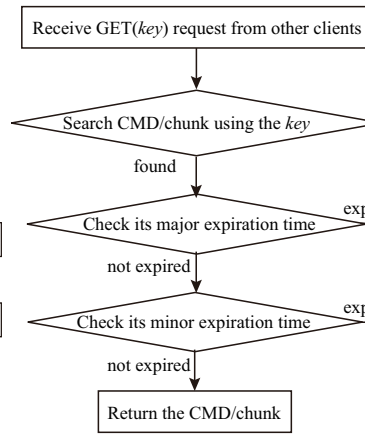 Receive GET(key) request from other clients
Search CMD/chunk using the key
found
Check its major expiration time
not expired
Check its minor expiration time
not expired
Return the CMD/chunk